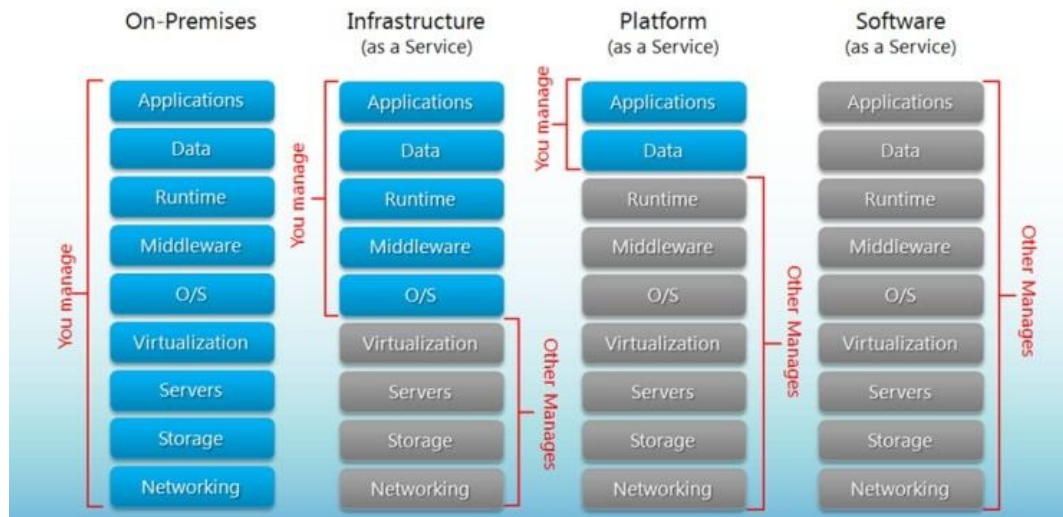 On-Premises
You manage
Applications
Data
Runtime
Middleware
O/S
Virtualization
Servers
Storage
Networking
Infrastructure
(as a Service)
You manage
Applications
Data
Runtime
Middleware
O/S
Virtualization
Servers
Storage
Networking
Other Manages
Platform
(as a Service)
You manage
Applications
Data
Runtime
Middleware
O/S
Virtualization
Servers
Storage
Networking
Other Manages
Software
(as a Service)
Applications
Data
Runtime
Middleware
O/S
Virtualization
Servers
Storage
Networking
Other Manages